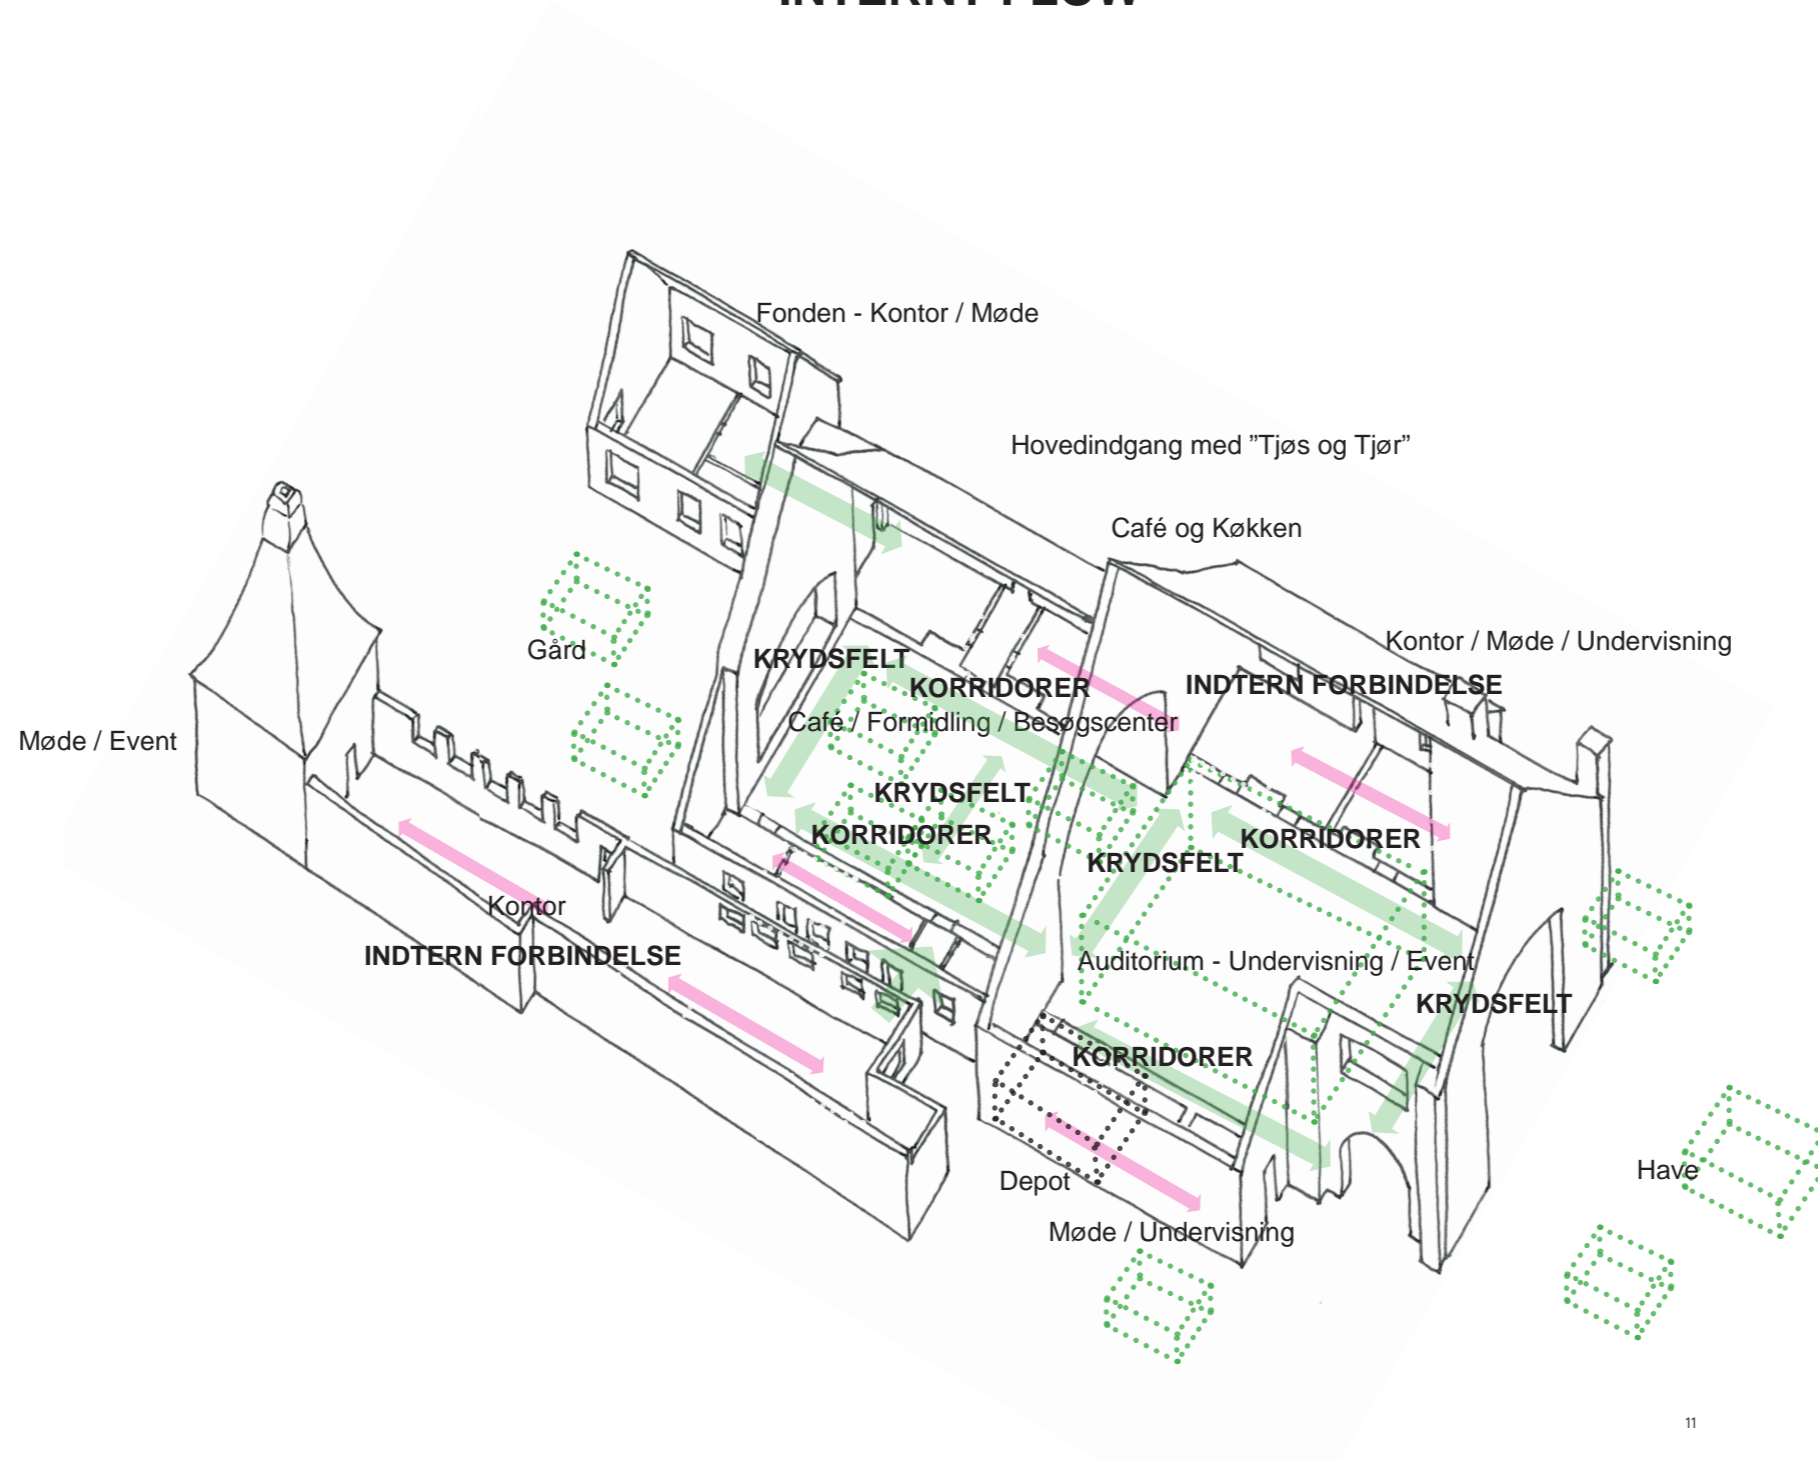 INTERNT FLOW
Fonden - Kontor / Møde
Hovedindgang med ”Tjøs og Tjør”
Café og Køkken
Kontor / Møde / Undervisning
Gård
KRYDSFELT
KORRIDORER
INDTERN FORBINDELSE
Café / Formidling / Besøgscenter
Møde / Event
KRYDSFELT
KORRIDORER
KORRIDORER
KRYDSFELT
Kontor
INDTERN FORBINDELSE
Auditorium - Undervisning / Event
KRYDSFELT
KORRIDORER
Depot
Have
Møde / Undervisning
11